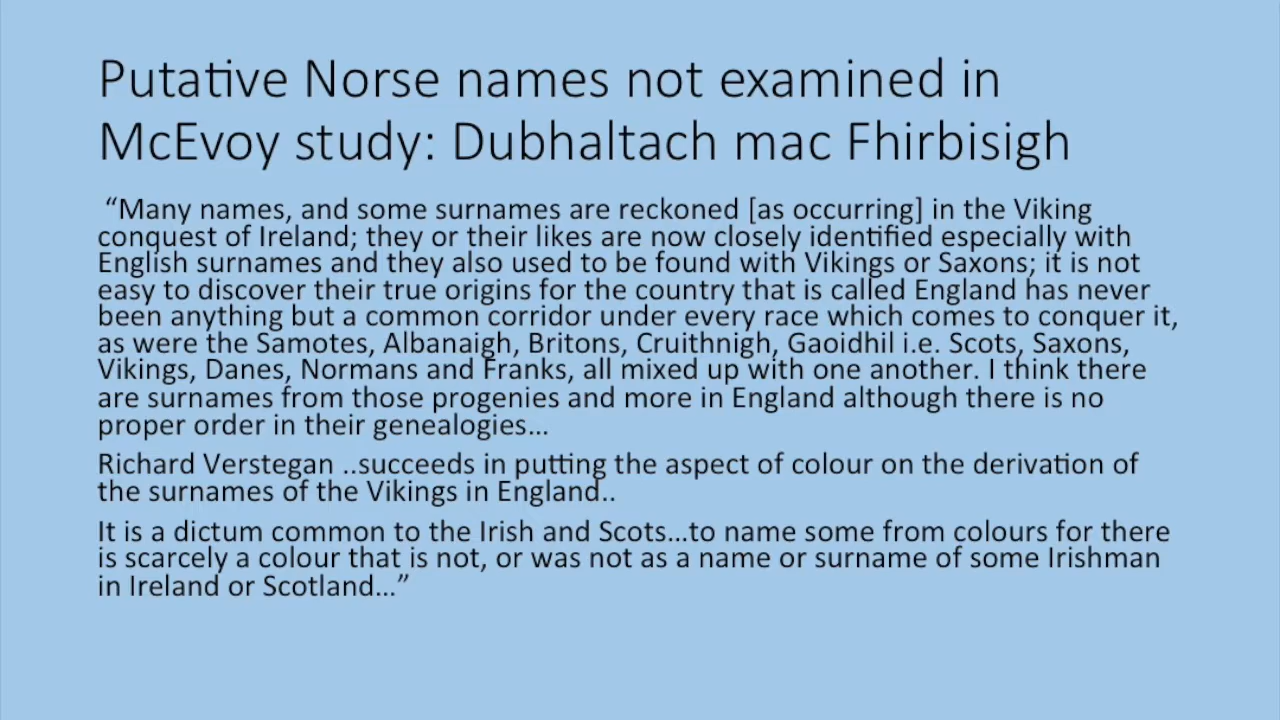 Putative Norse names not examined in
McEvoy study: Dubhaltach mac Fhirbisigh
“Many names, and some surnames are reckoned [as occurring] in the Viking
conquest of Ireland; they or their likes are now closely identified especially with
English surnames and they also used to be found with Vikings or Saxons; it is not
easy to discover their true origins for the country that is called England has never
been anything but a common corridor under every race which comes to conquer it,
as were the Samotes, Albanaigh, Britons, Cruithnigh, Gaoidhil i.e. Scots, Saxons,
Vikings, Danes, Normans and Franks, all mixed up with one another. I think there
are surnames from those progenies and more in England although there is no
proper order in their genealogies…
Richard Verstegan ..succeeds in putting the aspect of colour on the derivation of
the surnames of the Vikings in England..
It is a dictum common to the Irish and Scots…to name some from colours for there
is scarcely a colour that is not, or was not as a name or surname of some Irishman
in Ireland or Scotland…”